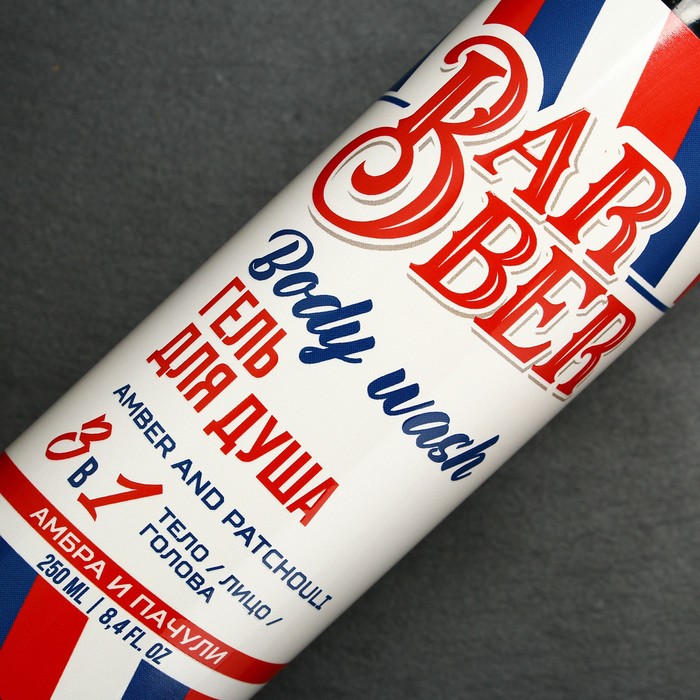 BAR
BER
Body wash
ГЕЛЬ
ДЛЯ ДУША
AMBER AND PATCHOULI
3 В 1
ТЕЛО / ЛИЦО /
ГОЛОВА
АМБРА И ПАЧУЛИ
250 ML | 8,4 FL. OZ